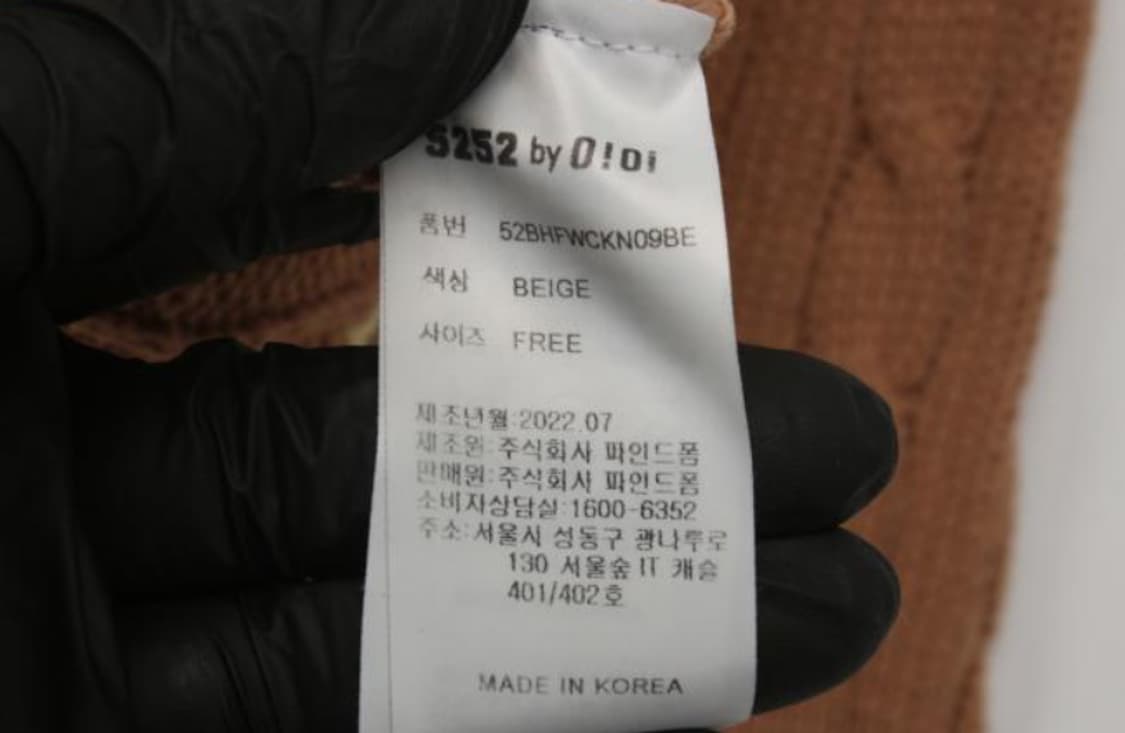 5252 by O!Oi
품번 52BHFWCKN09BE
색상 BEIGE
사이즈 FREE
제조년월:2022.07
제조원:주식회사 파인드폼
판매원:주식회사 파인드폼
소비자상담실:1600-6352
주소:서울시 성동구 광나루로
130 서울숲 IT 캐슬
401/402호
MADE IN KOREA